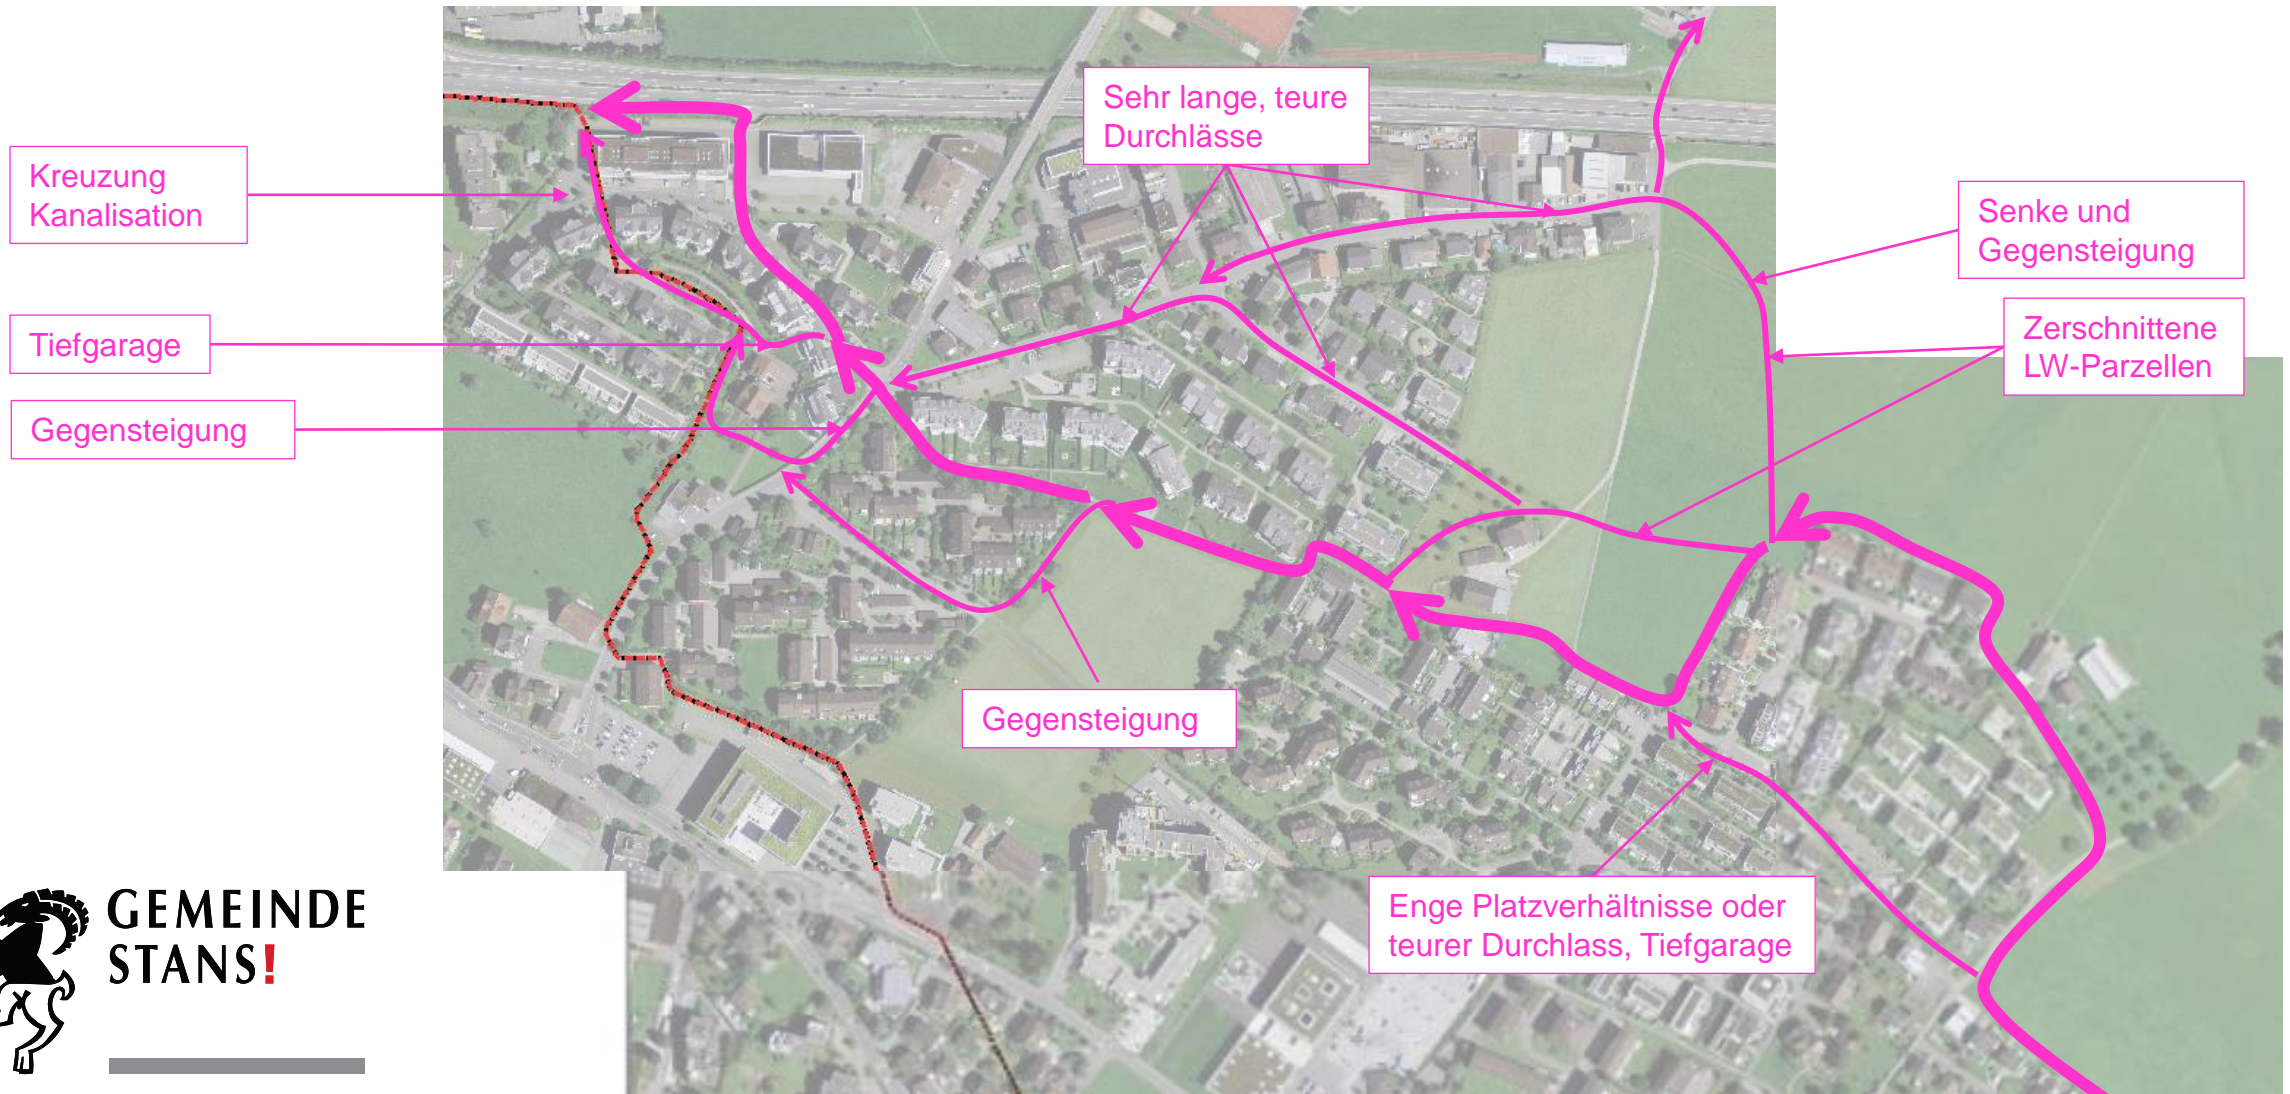 Sehr lange, teure
Durchlässe
Kreuzung
Kanalisation
Senke und
Gegensteigung
Tiefgarage
Zerschnittene
LW-Parzellen
Gegensteigung
Gegensteigung
Enge Platzverhältnisse oder
teurer Durchlass, Tiefgarage
GEMEINDE
STANS!